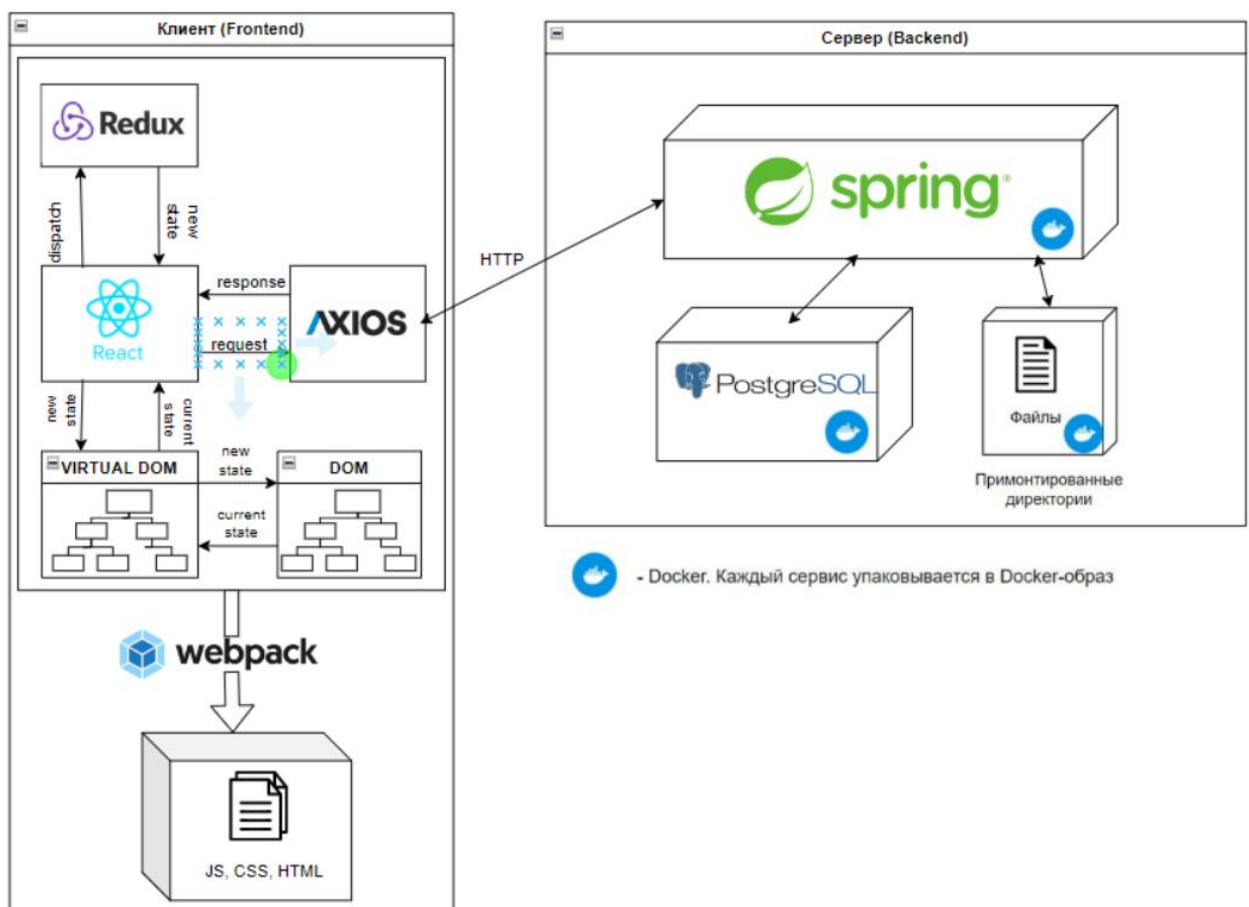 Клиент (Frontend)
Redux
dispatch
new
state
React
response
request
AXIOS
new
state
current
state
VIRTUAL DOM
new
state
current
state
DOM
webpack
JS, CSS, HTML
HTTP
Сервер (Backend)
spring
PostgreSQL
Файлы
Примонтированные
директории
- Docker. Каждый сервис упаковывается в Docker-образ